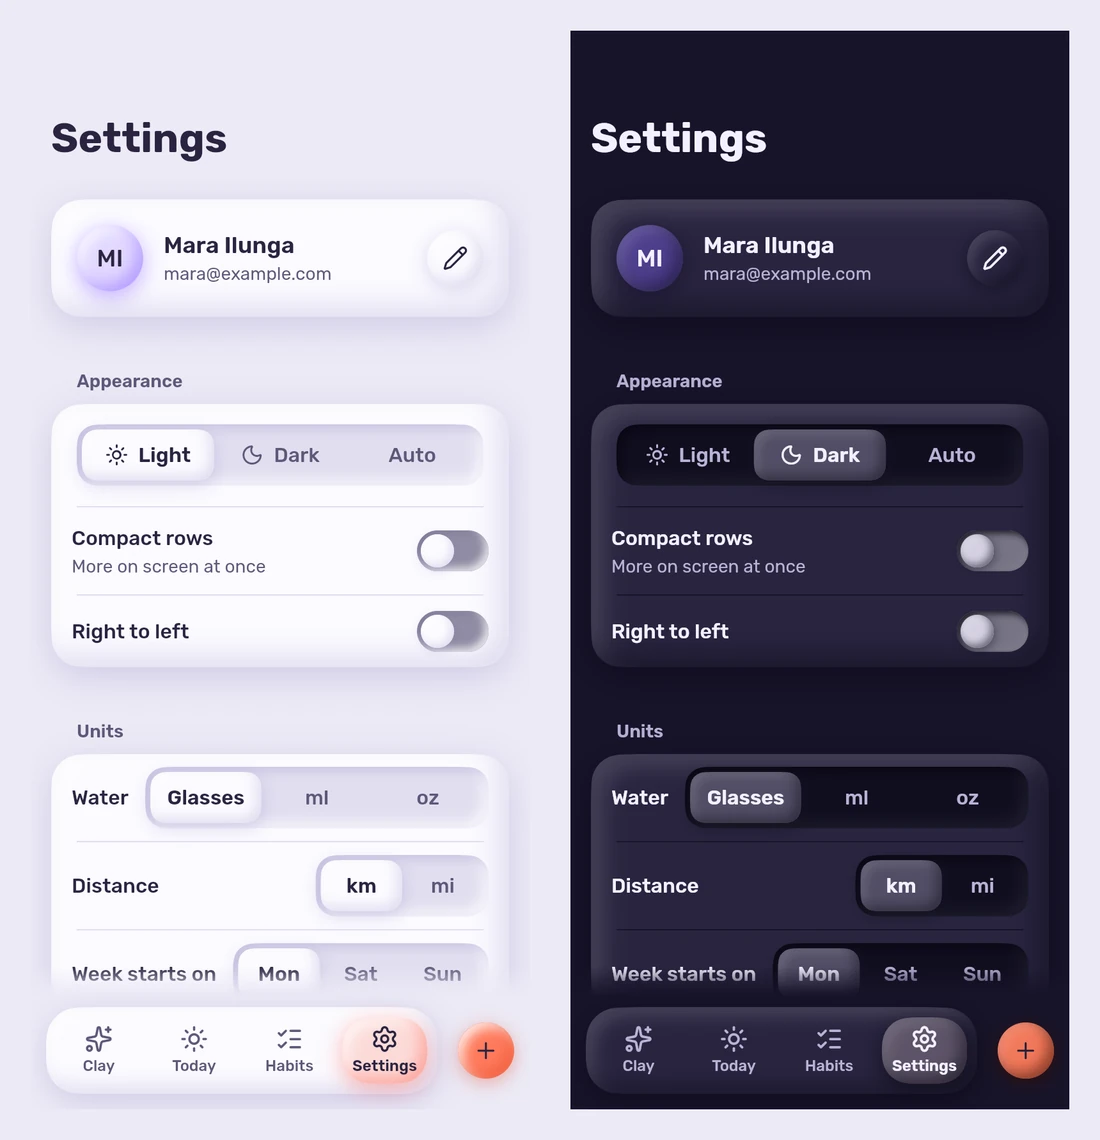 Settings
MI
Mara Ilunga
mara@example.com
Appearance
Light Dark Auto
Compact rows
More on screen at once
Right to left
Units
Water Glasses ml oz
Distance km mi
Week starts on Mon Sat Sun
Clay Today Habits Settings
Settings
MI
Mara Ilunga
mara@example.com
Appearance
Light Dark Auto
Compact rows
More on screen at once
Right to left
Units
Water Glasses ml oz
Distance km mi
Week starts on Mon Sat Sun
Clay Today Habits Settings